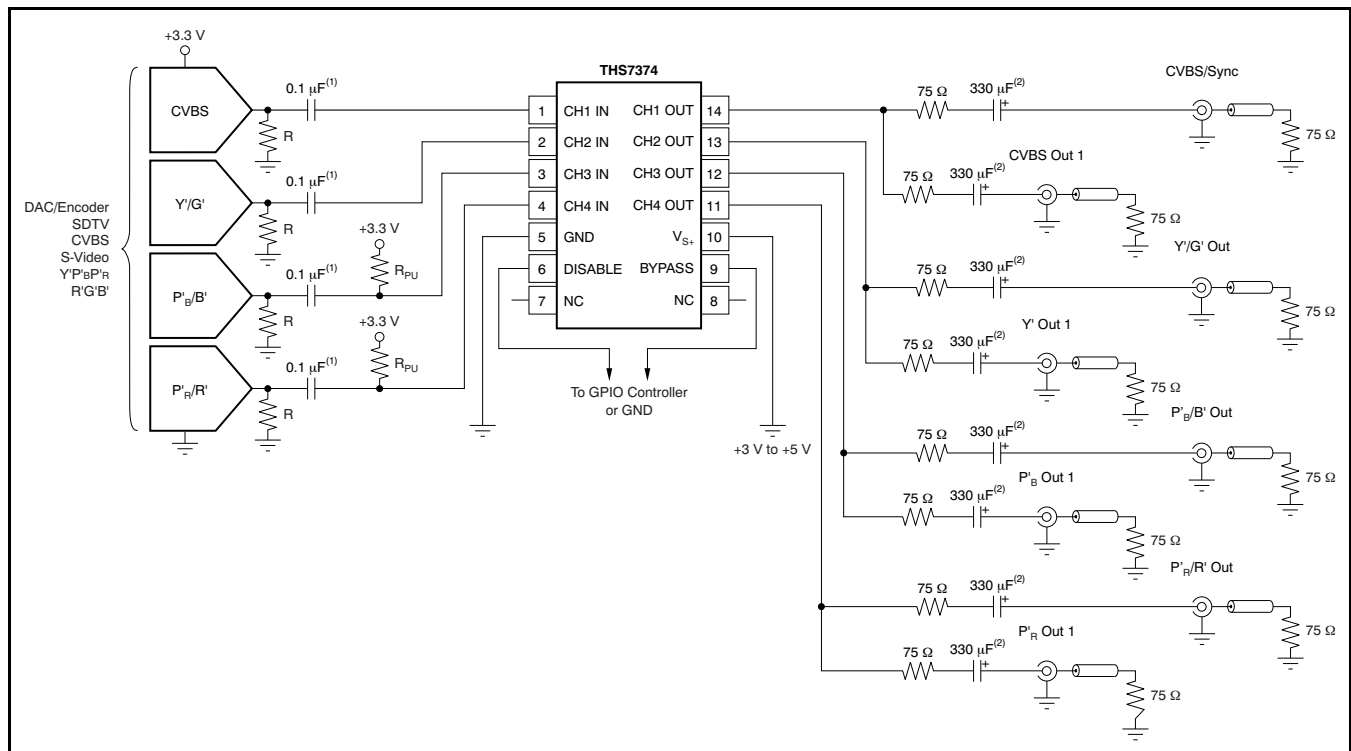 +3.3 V
THS7374
CVBS/Sync
0.1 µF(1)
75 Ω
330 µF(2)
+
CVBS
R
1
CH1 IN
CH1 OUT
14
75 Ω
2
CH2 IN
CH2 OUT
13
CVBS Out 1
0.1 µF(1)
3
CH3 IN
CH3 OUT
12
75 Ω
330 µF(2)
+
Y'/G'
R
4
CH4 IN
CH4 OUT
11
75 Ω
DAC/Encoder
SDTV
CVBS
S-Video
Y'P'BP'R
R'G'B'
+3.3 V
RPU
5
GND
VS+
10
Y'/G' Out
0.1 µF(1)
6
DISABLE
BYPASS
9
75 Ω
330 µF(2)
+
P'B/B'
R
7
NC
NC
8
75 Ω
+3.3 V
RPU
Y' Out 1
0.1 µF(1)
75 Ω
330 µF(2)
+
P'R/R'
R
To GPIO Controller
or GND
75 Ω
P'B/B' Out
+3 V to +5 V
75 Ω
330 µF(2)
+
75 Ω
P'B Out 1
75 Ω
330 µF(2)
+
75 Ω
P'R/R' Out
75 Ω
330 µF(2)
+
75 Ω
P'R Out 1
75 Ω
330 µF(2)
+
75 Ω